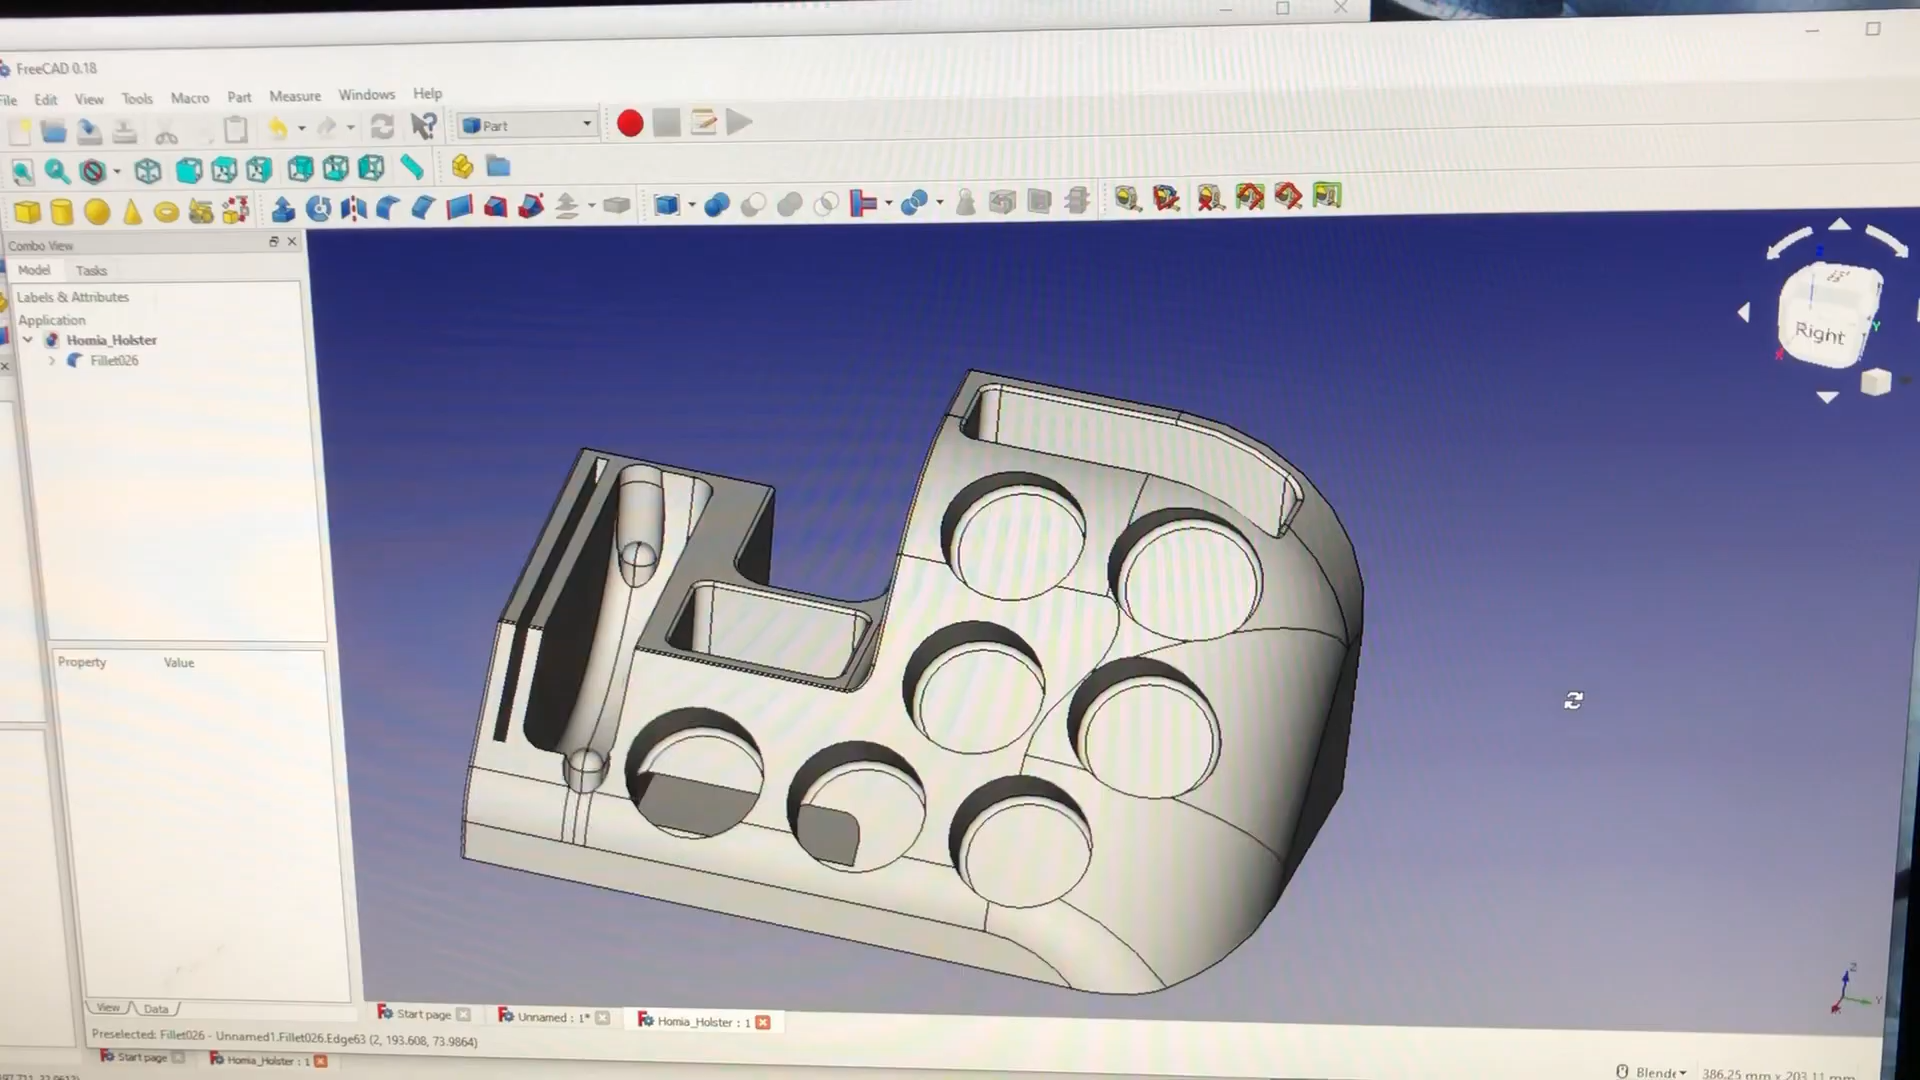 FreeCAD 0.18
File Edit View Tools Macro Part Measure Windows Help
Part
Combo View
Model Tasks
Labels & Attributes
Application
Homia_Holster
Fillet026
Property Value
View Data
Right
Z
Y
X
Z
Y
Start page Unnamed : 1* Homia_Holster : 1
Preselected: Fillet026 - Unnamed1.Fillet026.Edge63 (2, 193.608, 73.9864)
Start page Homia_Holster : 1
Blender 386.25 mm x 203.11 mm